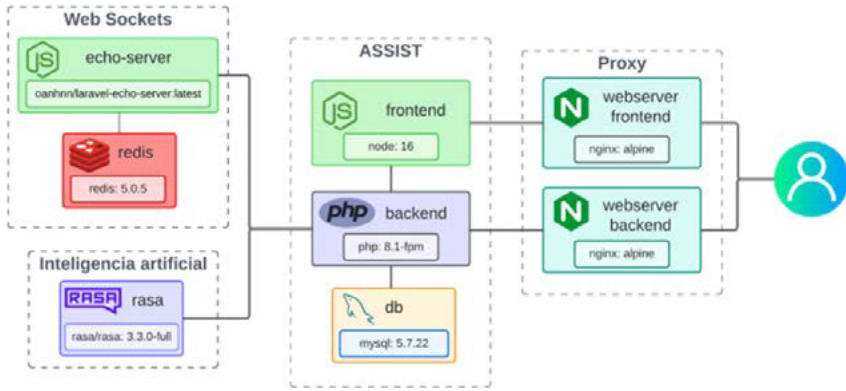 Web Sockets
echo-server
oanhnn/laravel-echo-server:latest
redis
redis: 5.0.5
Inteligencia artificial
RASA
rasa
rasa/rasa: 3.3.0-full
ASSIST
JS
frontend
node: 16
php
backend
php: 8.1-fpm
db
mysql: 5.7.22
Proxy
N
webserver
frontend
nginx: alpine
N
webserver
backend
nginx: alpine
JS